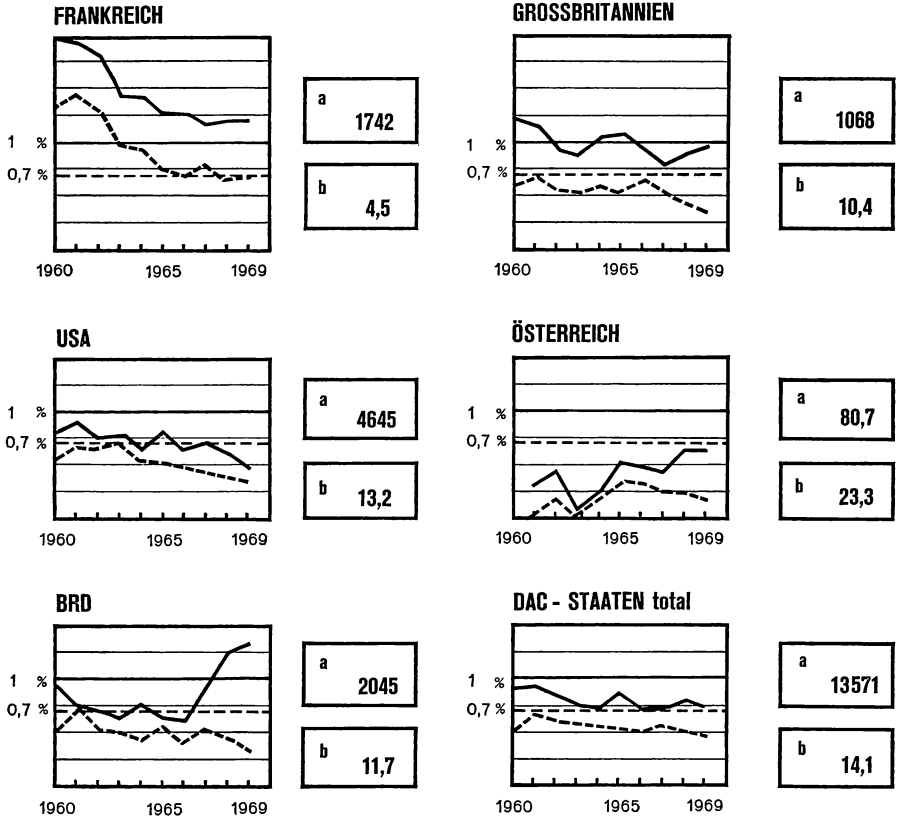 FRANKREICH
1 %
0,7 %
1960 1965 1969
a
1742
b
4,5
GROSSBRITANNIEN
1 %
0,7 %
1960 1965 1969
a
1068
b
10,4
USA
1 %
0,7 %
1960 1965 1969
a
4645
b
13,2
ÖSTERREICH
1 %
0,7 %
1960 1965 1969
a
80,7
b
23,3
BRD
1 %
0,7 %
1960 1965 1969
a
2045
b
11,7
DAC - STAATEN total
1 %
0,7 %
1960 1965 1969
a
13571
b
14,1